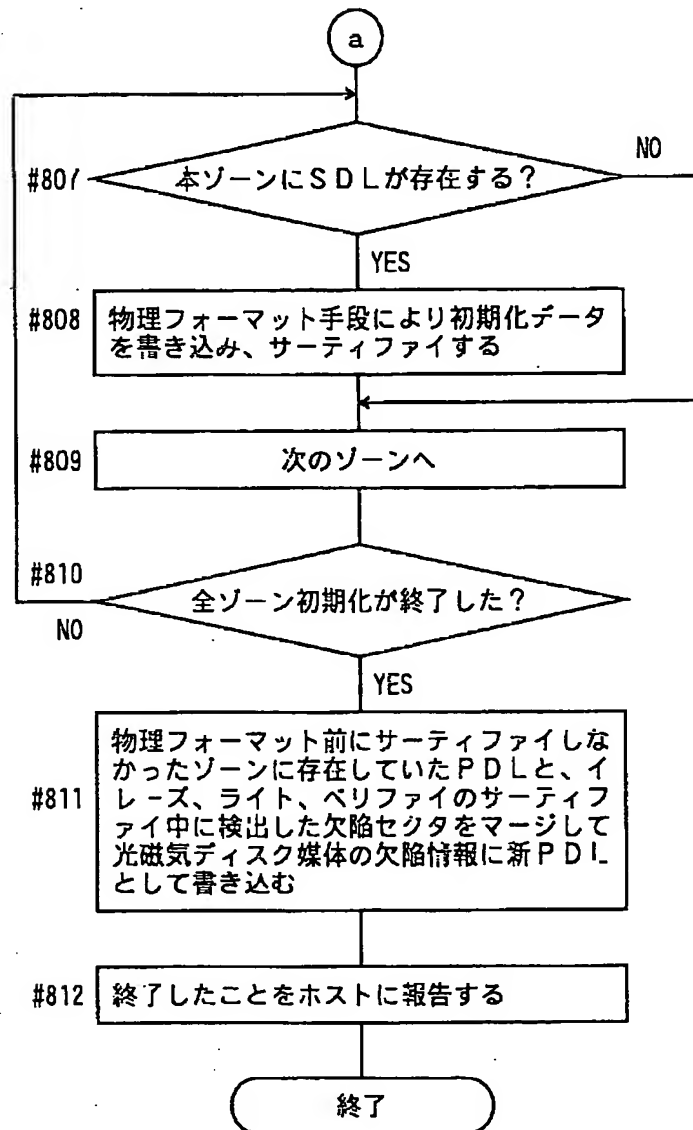 a
NO
#807
本ゾーンにSDLが存在する?
YES
#808
物理フォーマット手段により初期化データ
を書き込み、サーティファイする
#809
次のゾーンへ
#810
全ゾーン初期化が終了した?
NO
YES
#811
物理フォーマット前にサーティファイしな
かったゾーンに存在していたPDLと、イ
レーズ、ライト、ベリファイのサーティフ
ァイ中に検出した欠陥セクタをマージして
光磁気ディスク媒体の欠陥情報に新PDL
として書き込む
#812
終了したことをホストに報告する
終了